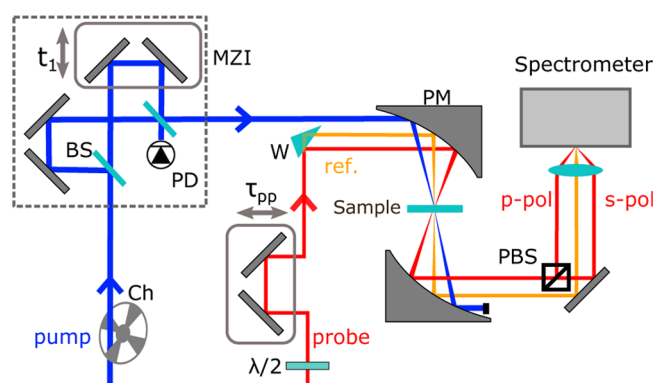 t₁
MZI
Spectrometer
PM
BS
W
PD
ref.
τpp
Sample
p-pol
s-pol
PBS
Ch
pump
probe
λ/2